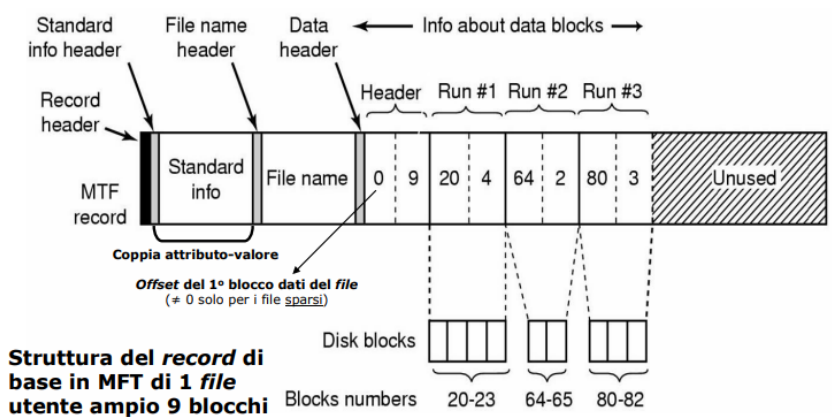 Standard
info header
File name
header
Data
header
Info about data blocks
Record
header
Header
Run #1
Run #2
Run #3
MTF
record
Standard
info
File name
0
9
20
4
64
2
80
3
Unused
Coppia attributo-valore
Offset del 1º blocco dati del file
(≠ 0 solo per i file sparsi)
Disk blocks
Struttura del record di
base in MFT di 1 file
utente ampio 9 blocchi
Blocks numbers
20-23
64-65
80-82